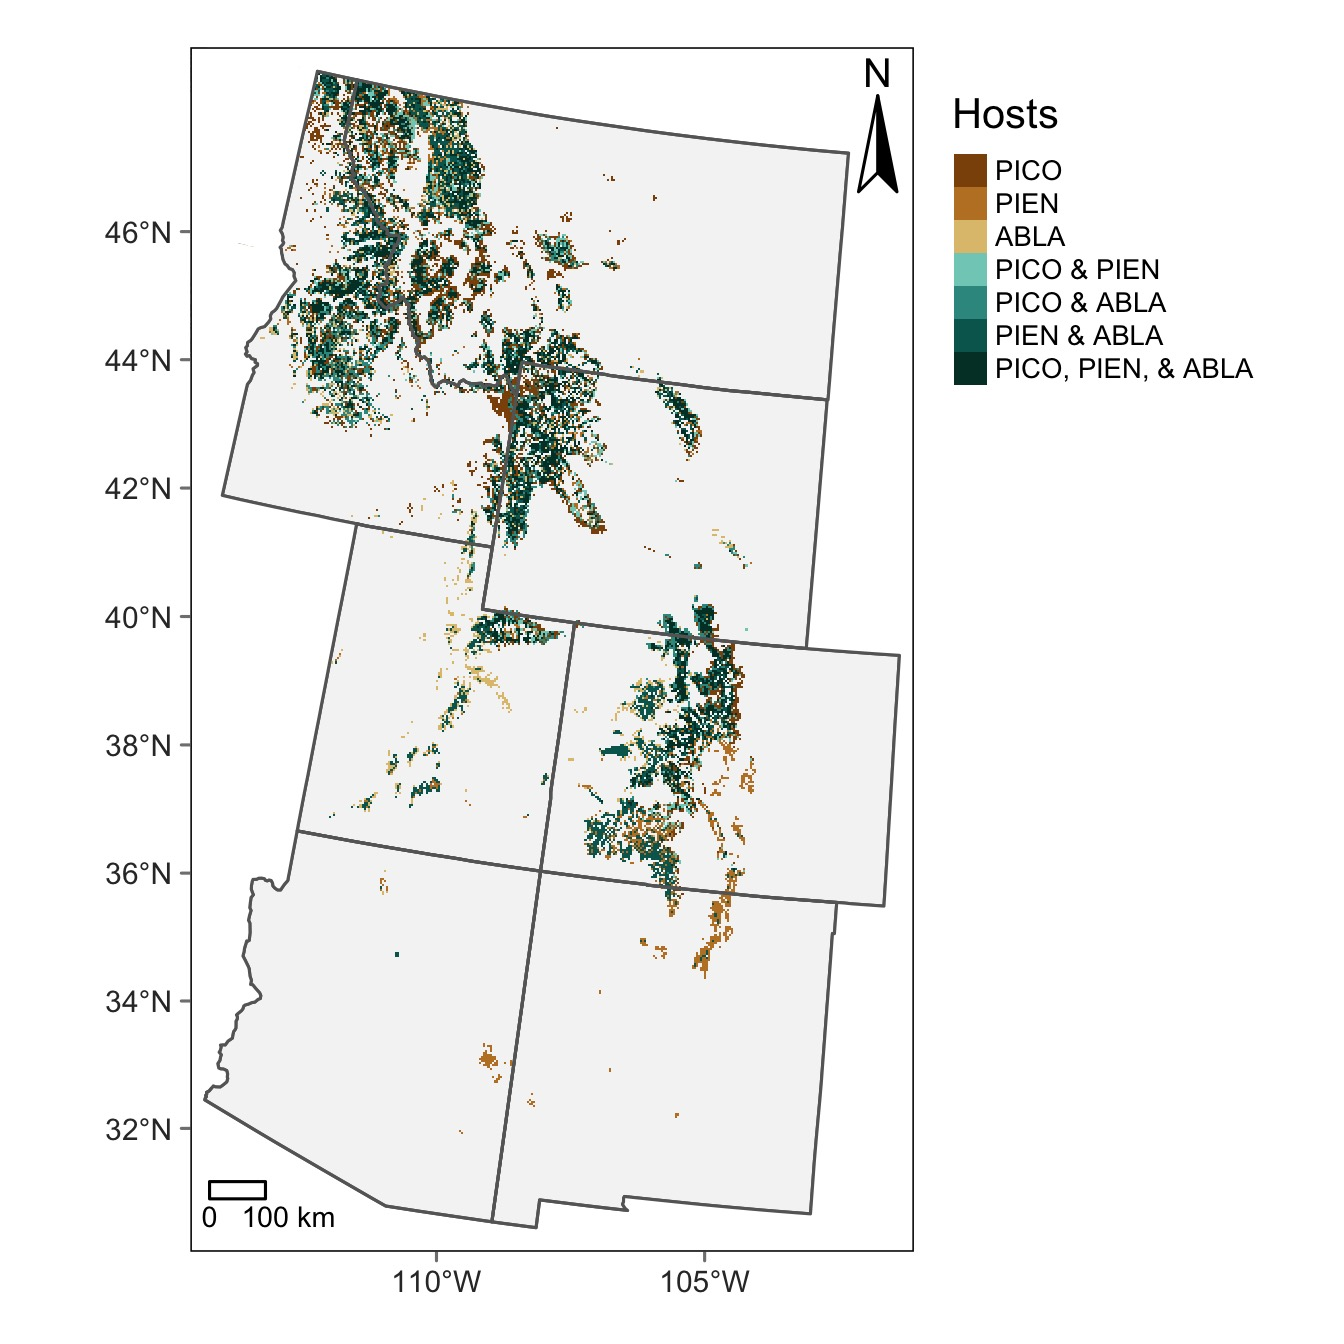 N
Hosts
PICO
PIEN
ABLA
PICO & PIEN
PICO & ABLA
PIEN & ABLA
PICO, PIEN, & ABLA
46°N
44°N
42°N
40°N
38°N
36°N
34°N
32°N
0 100 km
110°W 105°W